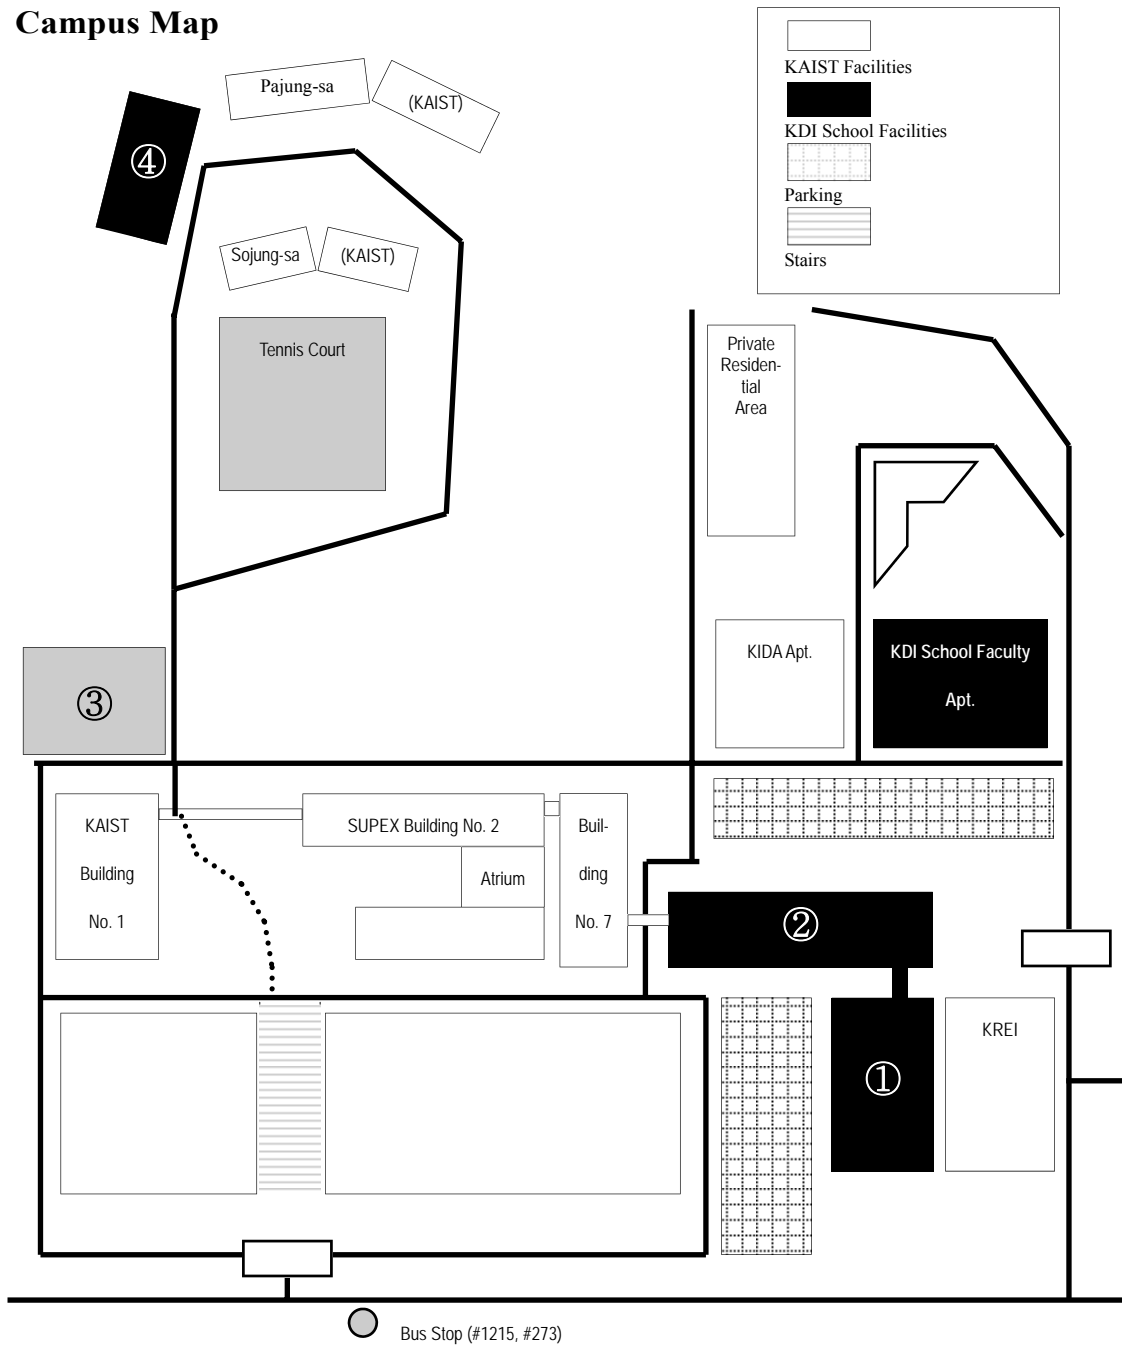 Campus Map
KAIST Facilities
KDI School Facilities
Parking
Stairs
Pajung-sa
(KAIST)
④
Sojung-sa
(KAIST)
Tennis Court
Private
Residen-
tial
Area
KIDA Apt.
KDI School Faculty
Apt.
③
KAIST
Building
No. 1
SUPEX Building No. 2
Atrium
Buil-
ding
No. 7
②
①
KREI
Bus Stop (#1215, #273)